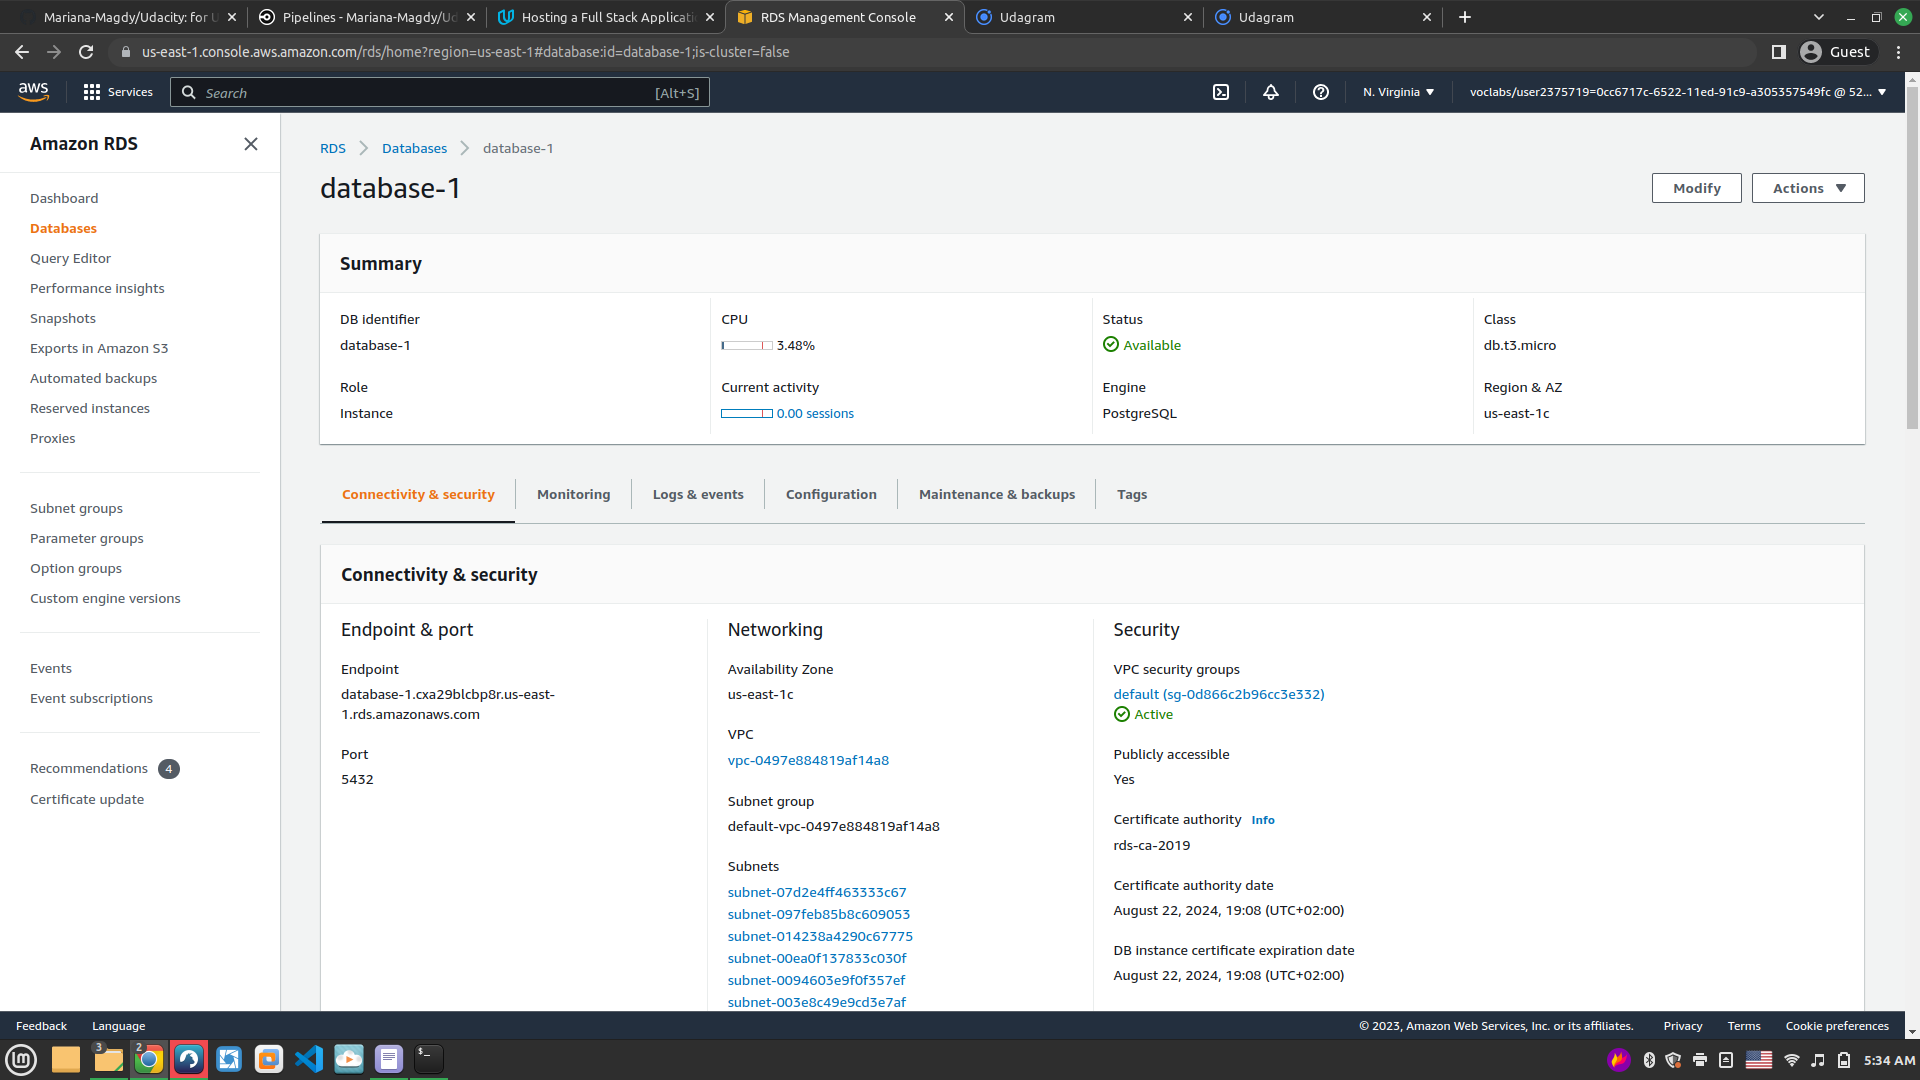 Mariana-Magdy/Udacity: for U
Pipelines - Mariana-Magdy/Ud
Hosting a Full Stack Applicati
RDS Management Console
Udagram
Udagram
us-east-1.console.aws.amazon.com/rds/home?region=us-east-1#database:id=database-1;is-cluster=false
Guest
aws
Services
Search
[Alt+S]
N. Virginia
voclabs/user2375719=0cc6717c-6522-11ed-91c9-a305357549fc @ 52...
Amazon RDS
Dashboard
Databases
Query Editor
Performance insights
Snapshots
Exports in Amazon S3
Automated backups
Reserved instances
Proxies
Subnet groups
Parameter groups
Option groups
Custom engine versions
Events
Event subscriptions
Recommendations 4
Certificate update
RDS
Databases
database-1
database-1
Modify
Actions
Summary
DB identifier
database-1
CPU
3.48%
Status
Available
Class
db.t3.micro
Role
Instance
Current activity
0.00 sessions
Engine
PostgreSQL
Region & AZ
us-east-1c
Connectivity & security
Monitoring
Logs & events
Configuration
Maintenance & backups
Tags
Connectivity & security
Endpoint & port
Endpoint
database-1.cxa29blcbp8r.us-east-
1.rds.amazonaws.com
Port
5432
Networking
Availability Zone
us-east-1c
VPC
vpc-0497e884819af14a8
Subnet group
default-vpc-0497e884819af14a8
Subnets
subnet-07d2e4ff463333c67
subnet-097feb85b8c609053
subnet-014238a4290c67775
subnet-00ea0f137833c030f
subnet-0094603e9f0f357ef
subnet-003e8c49e9cd3e7af
Security
VPC security groups
default (sg-0d866c2b96cc3e332)
Active
Publicly accessible
Yes
Certificate authority Info
rds-ca-2019
Certificate authority date
August 22, 2024, 19:08 (UTC+02:00)
DB instance certificate expiration date
August 22, 2024, 19:08 (UTC+02:00)
Feedback
Language
© 2023, Amazon Web Services, Inc. or its affiliates.
Privacy
Terms
Cookie preferences
3
2
5:34 AM